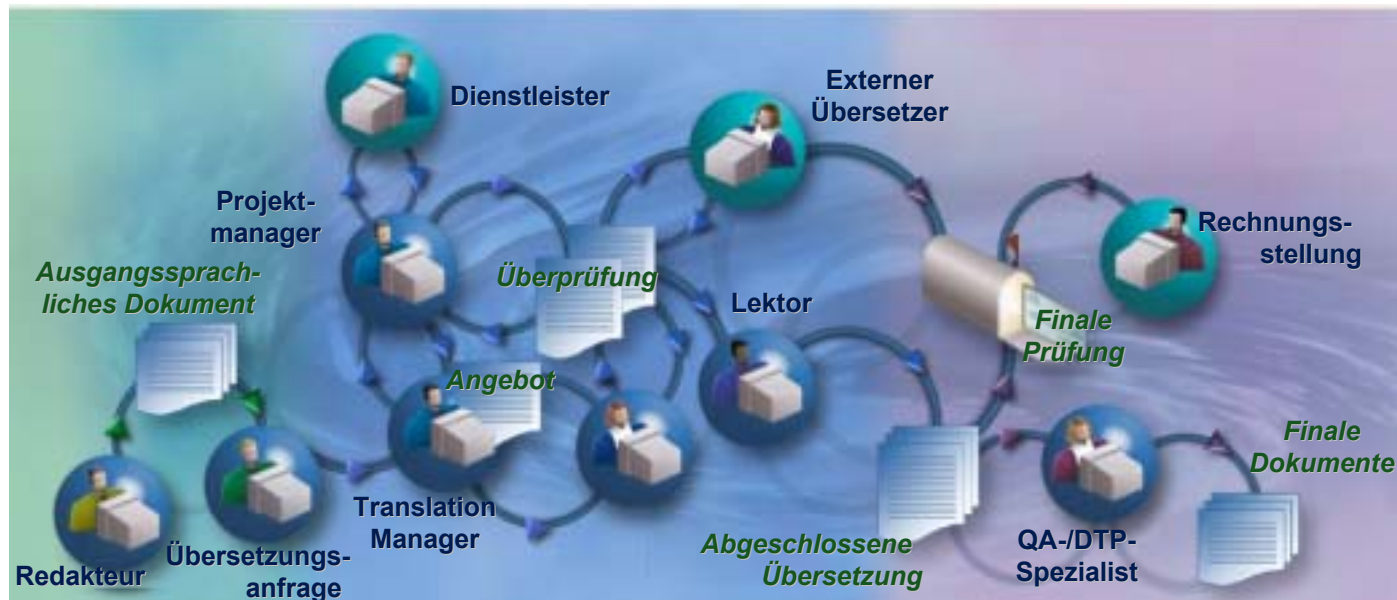 Dienstleister
Externer
Übersetzer
Projekt-
manager
Rechnungs-
stellung
Ausgangssprach-
liches Dokument
Überprüfung
Lektor
Finale
Prüfung
Angebot
Finale
Dokumente
Translation
Manager
Abgeschlossene
Übersetzung
QA-/DTP-
Spezialist
Übersetzungs-
anfrage
Redakteur